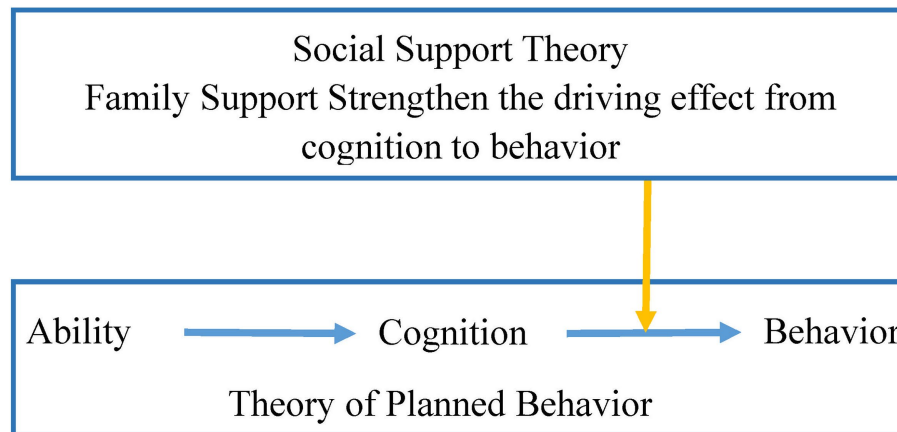 Social Support Theory
Family Support Strengthen the driving effect from
cognition to behavior
Ability Cognition Behavior
Theory of Planned Behavior